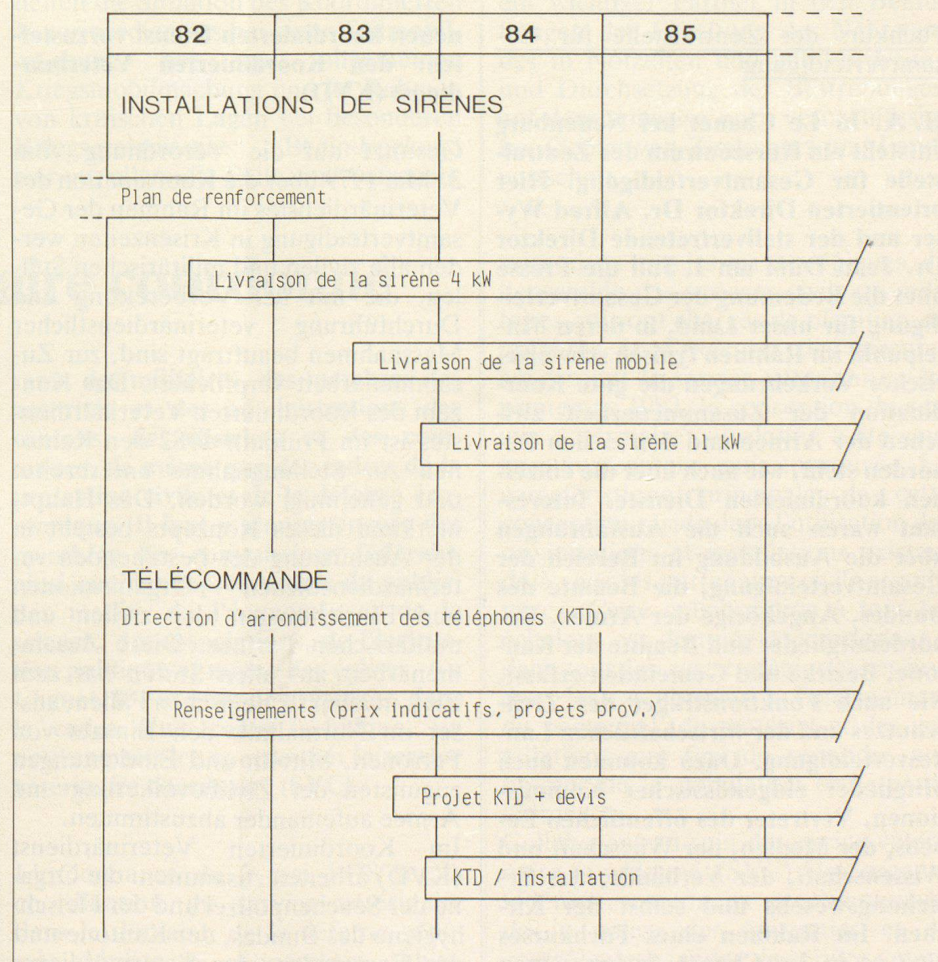 82 83 84 85
INSTALLATIONS DE SIRÈNES
Plan de renforcement
Livraison de la sirène 4 kW
Livraison de la sirène mobile
Livraison de la sirène 11 kW
TÉLÉCOMMANDE
Direction d'arrondissement des téléphones (KTD)
Renseignements (Prix indicatifs, projets prov.)
Projet KTD + devis
KTD / installation